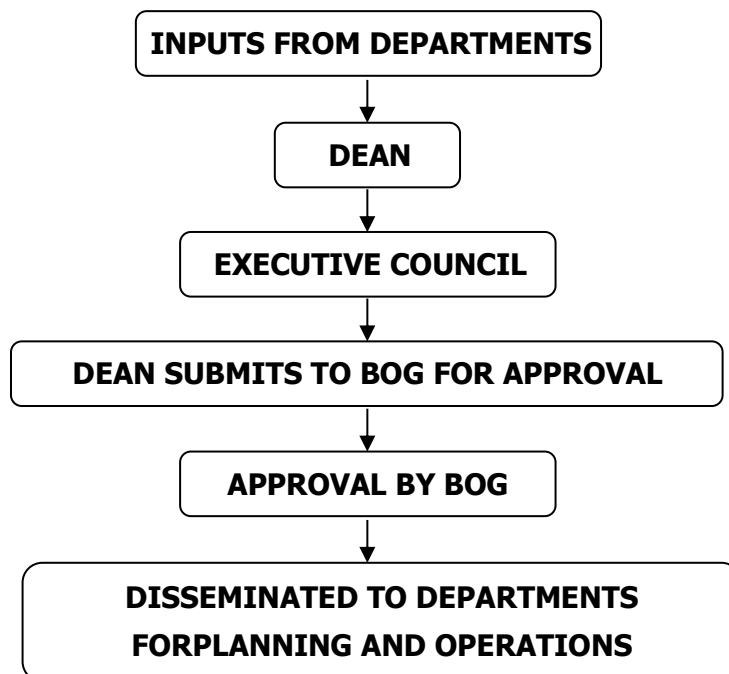 INPUTS FROM DEPARTMENTS
DEAN
EXECUTIVE COUNCIL
DEAN SUBMITS TO BOG FOR APPROVAL
APPROVAL BY BOG
DISSEMINATED TO DEPARTMENTS
FORPLANNING AND OPERATIONS